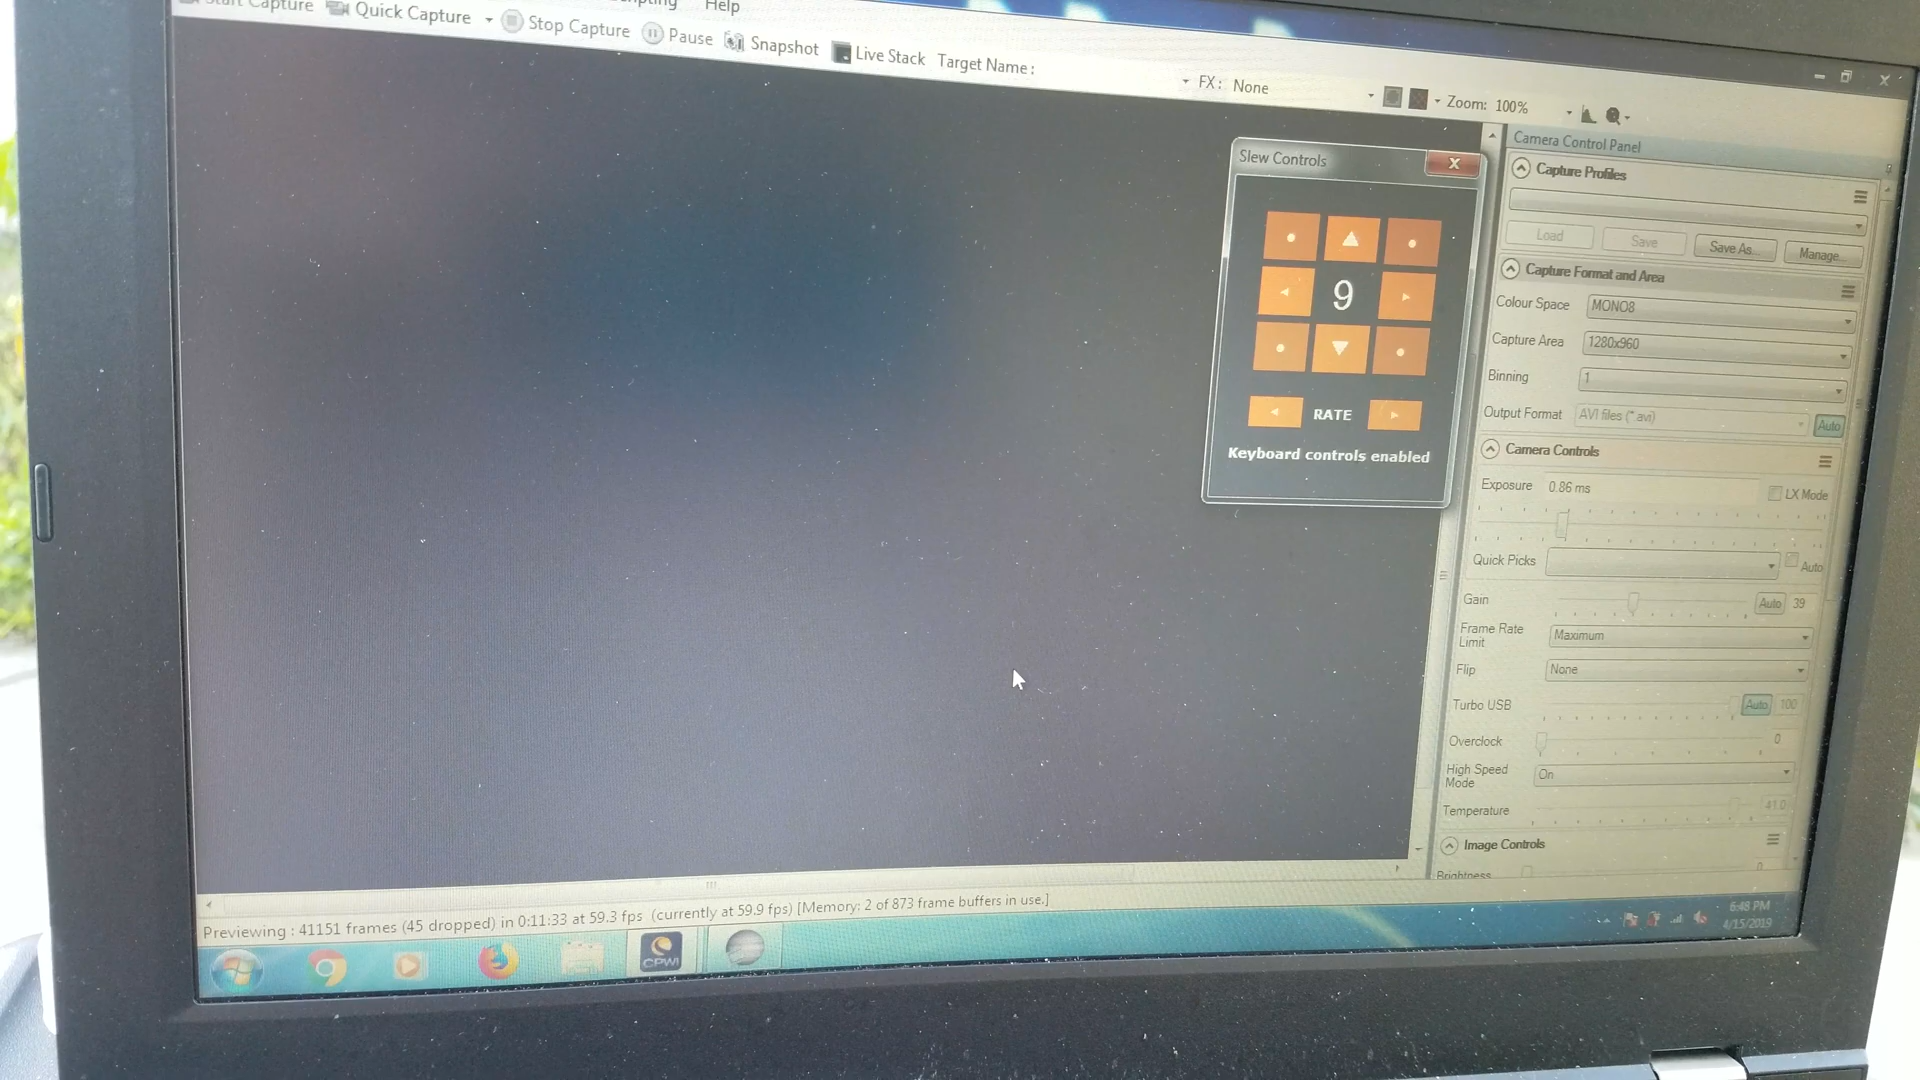 Capture
Quick Capture
Stop Capture
Pause
Snapshot
Live Stack
Target Name :
Help
FX : None
Zoom: 100%
Slew Controls
9
RATE
Keyboard controls enabled
Camera Control Panel
Capture Profiles
Load
Save
Save As...
Manage...
Capture Format and Area
Colour Space MONO8
Capture Area 1280x960
Binning 1
Output Format AVI files (*.avi) Auto
Camera Controls
Exposure 0.86 ms LX Mode
Quick Picks Auto
Gain Auto 39
Frame Rate
Limit Maximum
Flip None
Turbo USB Auto 100
Overclock 0
High Speed
Mode On
Temperature 41.0
Image Controls
Brightness 0
Previewing : 41151 frames (45 dropped) in 0:11:33 at 59.3 fps (currently at 59.9 fps) [Memory: 2 of 873 frame buffers in use.]
CPWI
6:48 PM
4/15/2019